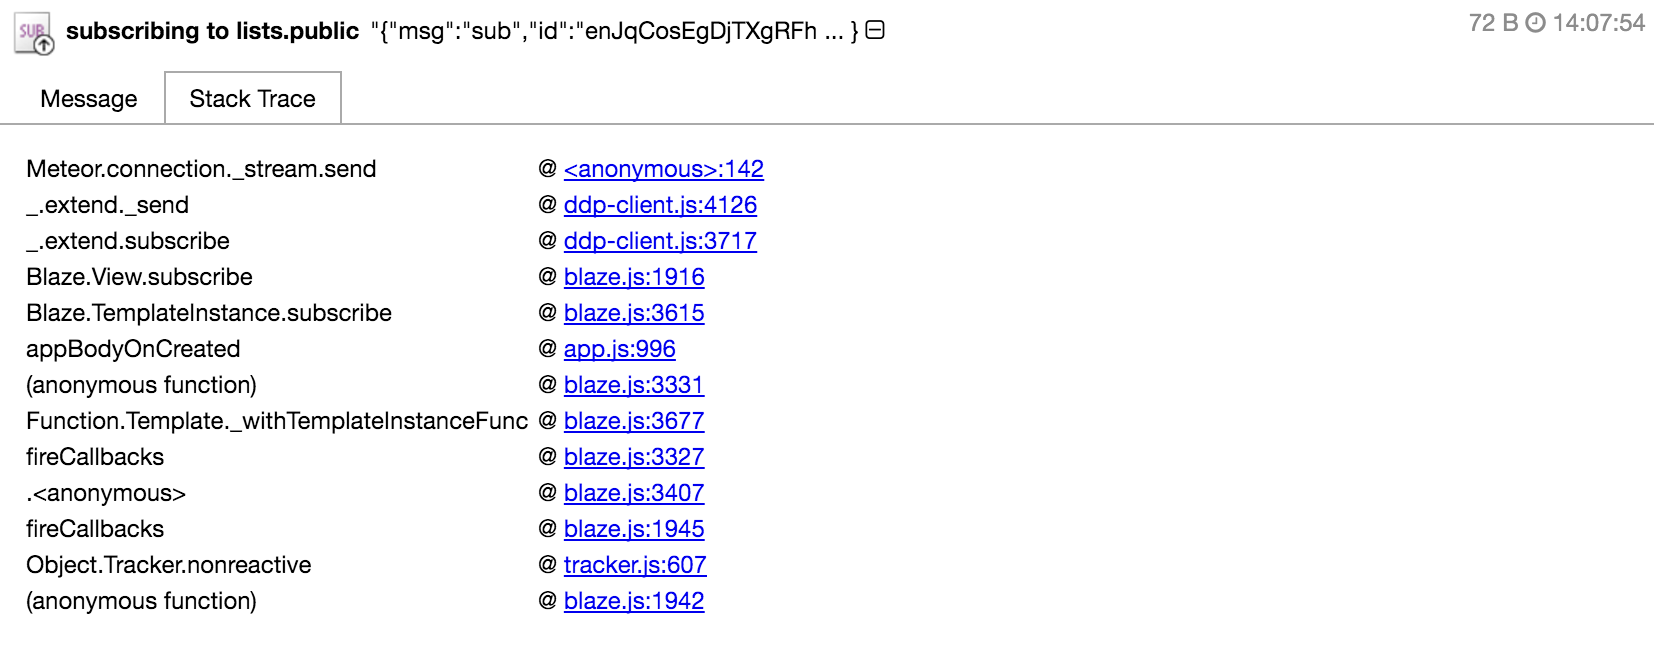 SUB subscribing to lists.public "{"msg":"sub","id":"enJqCosEgDjTXgRFh ... } 72 B 14:07:54
Message Stack Trace
Meteor.connection._stream.send @ <anonymous>:142
_.extend._send @ ddp-client.js:4126
_.extend.subscribe @ ddp-client.js:3717
Blaze.View.subscribe @ blaze.js:1916
Blaze.TemplateInstance.subscribe @ blaze.js:3615
appBodyOnCreated @ app.js:996
(anonymous function) @ blaze.js:3331
Function.Template._withTemplateInstanceFunc @ blaze.js:3677
fireCallbacks @ blaze.js:3327
.<anonymous> @ blaze.js:3407
fireCallbacks @ blaze.js:1945
Object.Tracker.nonreactive @ tracker.js:607
(anonymous function) @ blaze.js:1942